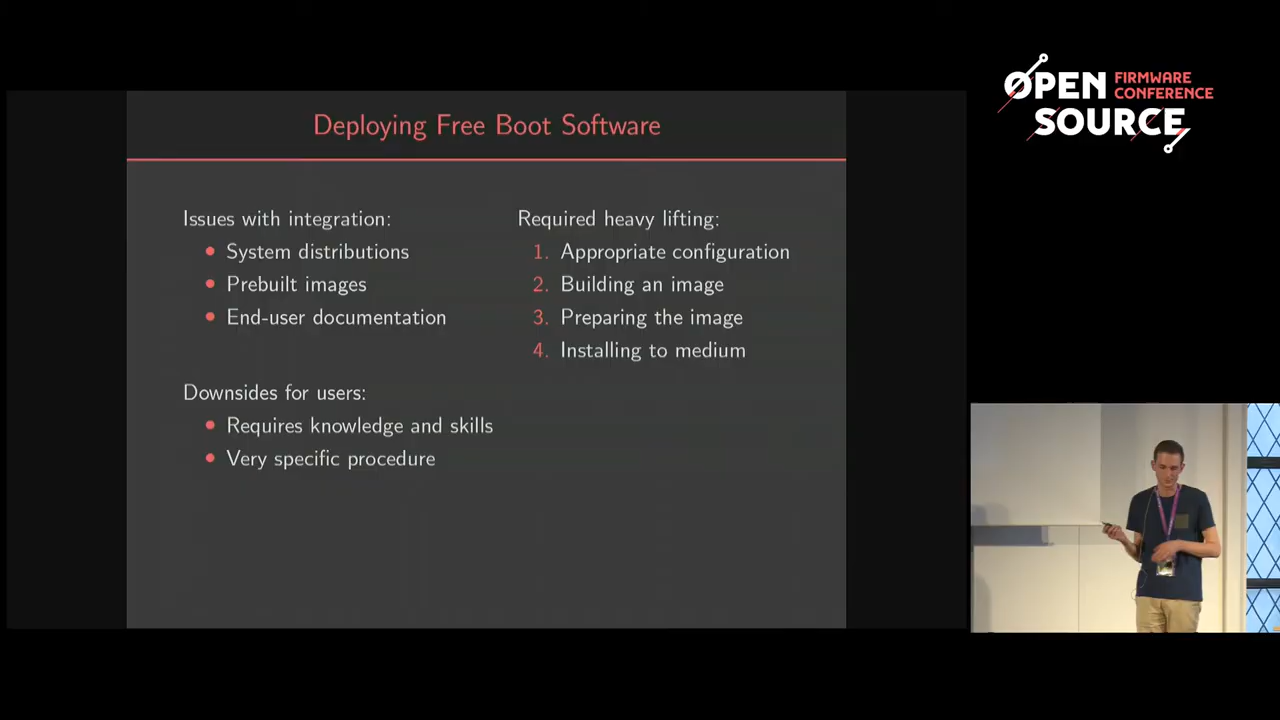 Deploying Free Boot Software
Issues with integration:
• System distributions
• Prebuilt images
• End-user documentation
Downsides for users:
• Requires knowledge and skills
• Very specific procedure
Required heavy lifting:
1. Appropriate configuration
2. Building an image
3. Preparing the image
4. Installing to medium
OPEN
SOURCE
FIRMWARE
CONFERENCE